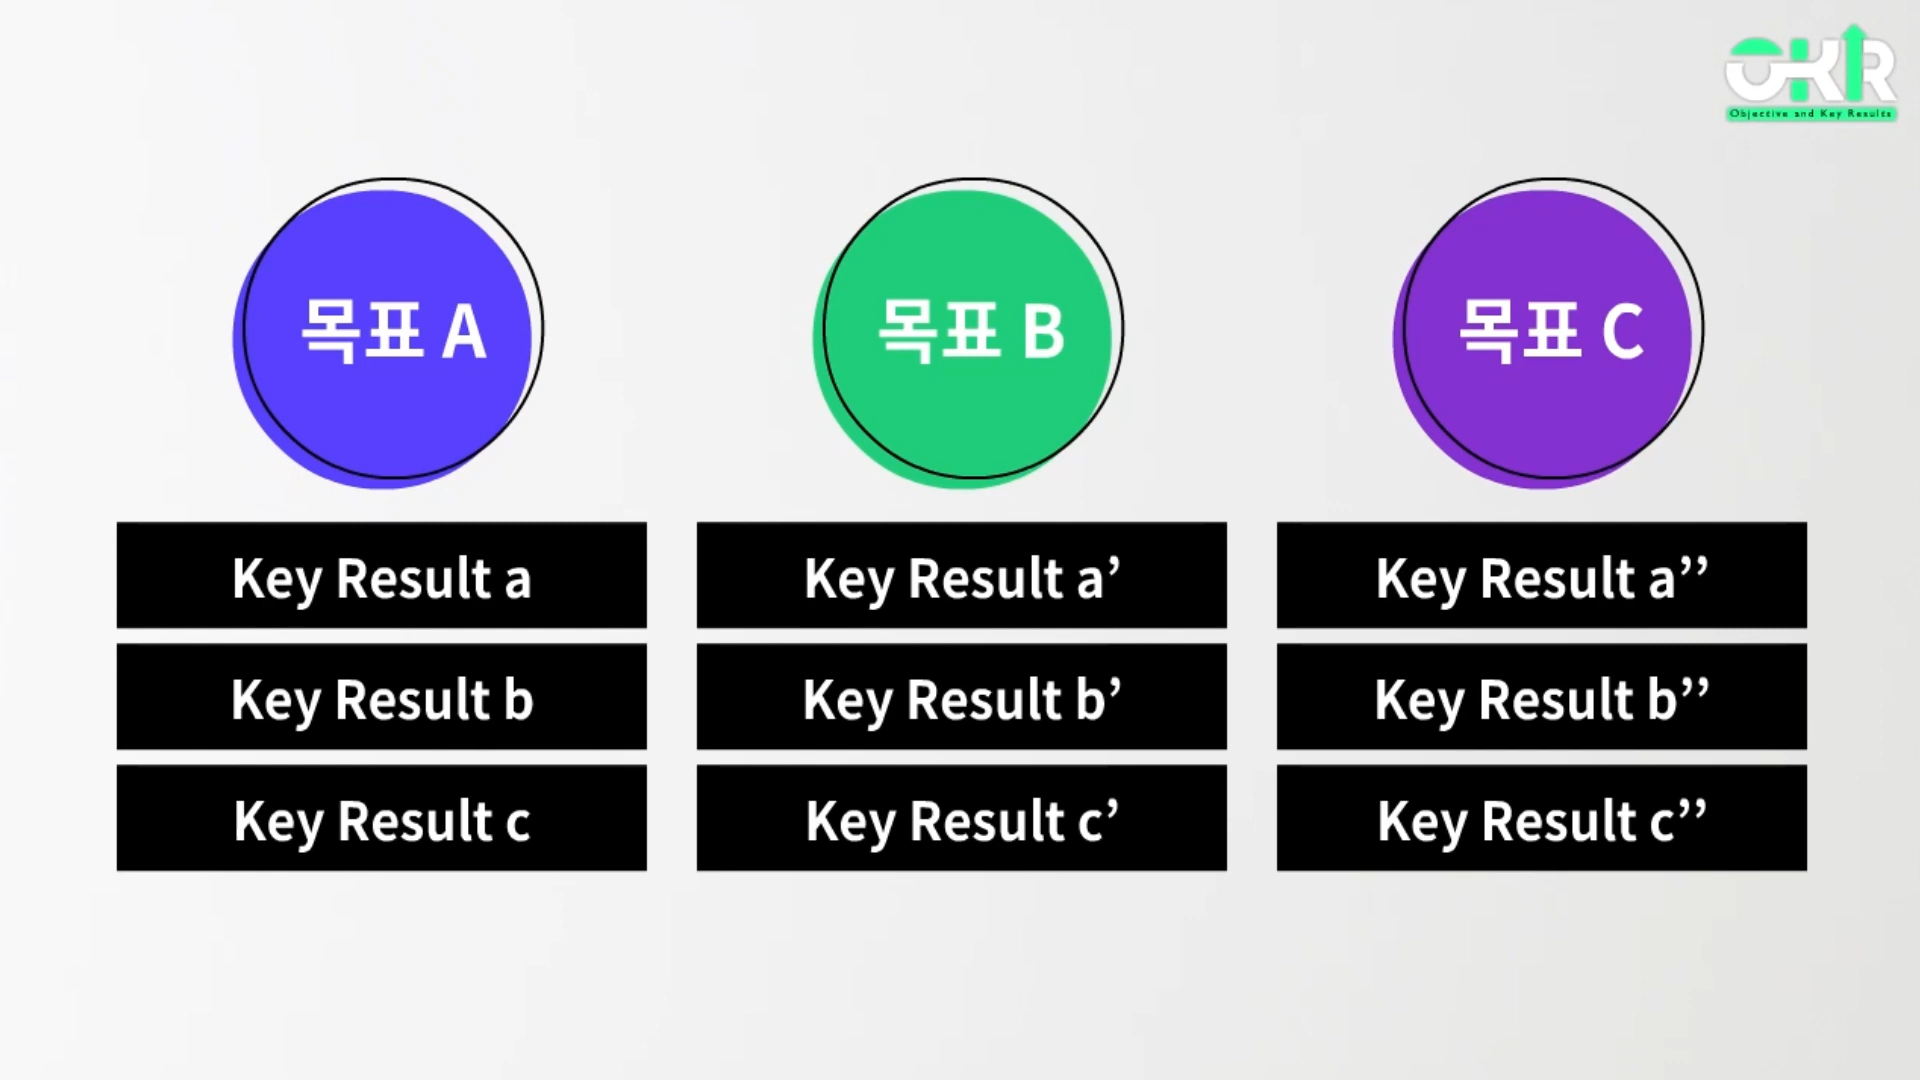 OKR
Objective and Key Results
목표 A
목표 B
목표 C
Key Result a
Key Result a’
Key Result a’’
Key Result b
Key Result b’
Key Result b’’
Key Result c
Key Result c’
Key Result c’’